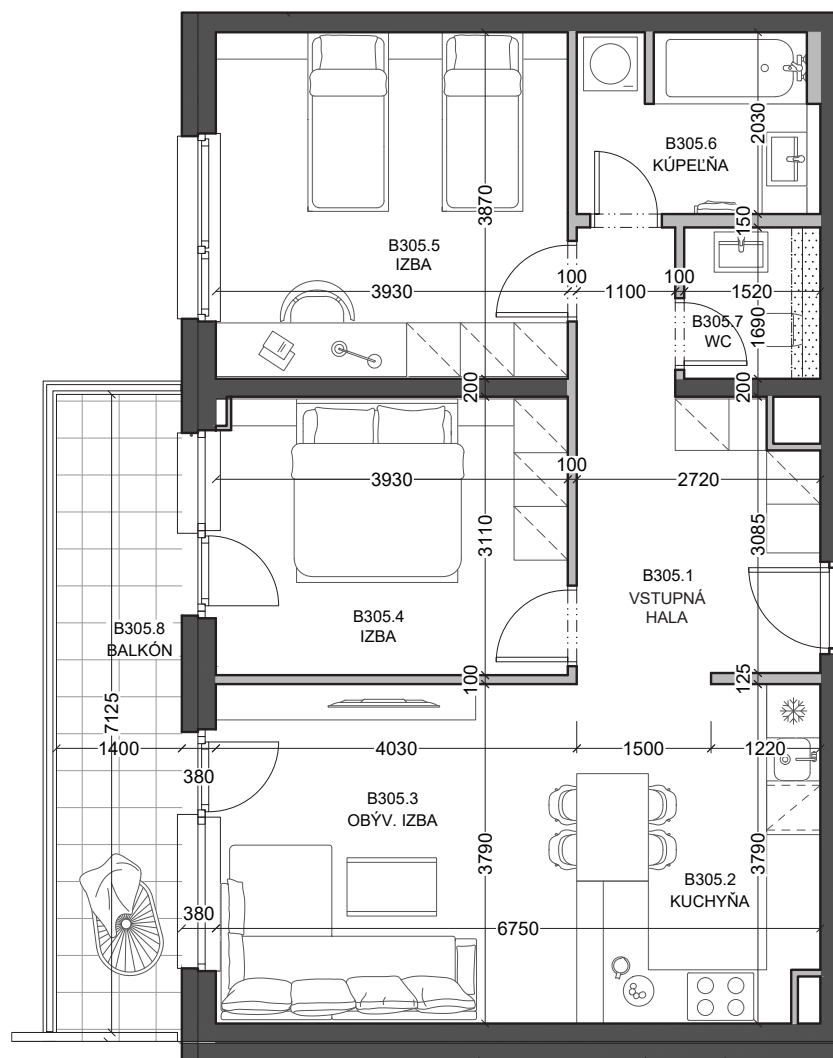 2030
B305.6
KÚPEĽŇA
3870
150
B305.5
IZBA
3930
100
1100
100
1520
B305.7
WC
1690
200
200
100
3930
2720
3110
3085
B305.1
VSTUPNÁ
HALA
B305.4
IZBA
B305.8
BALKÓN
100
125
7125
1400
380
4030
1500
1220
B305.3
OBÝV. IZBA
3790
3790
B305.2
KUCHYŇA
380
6750